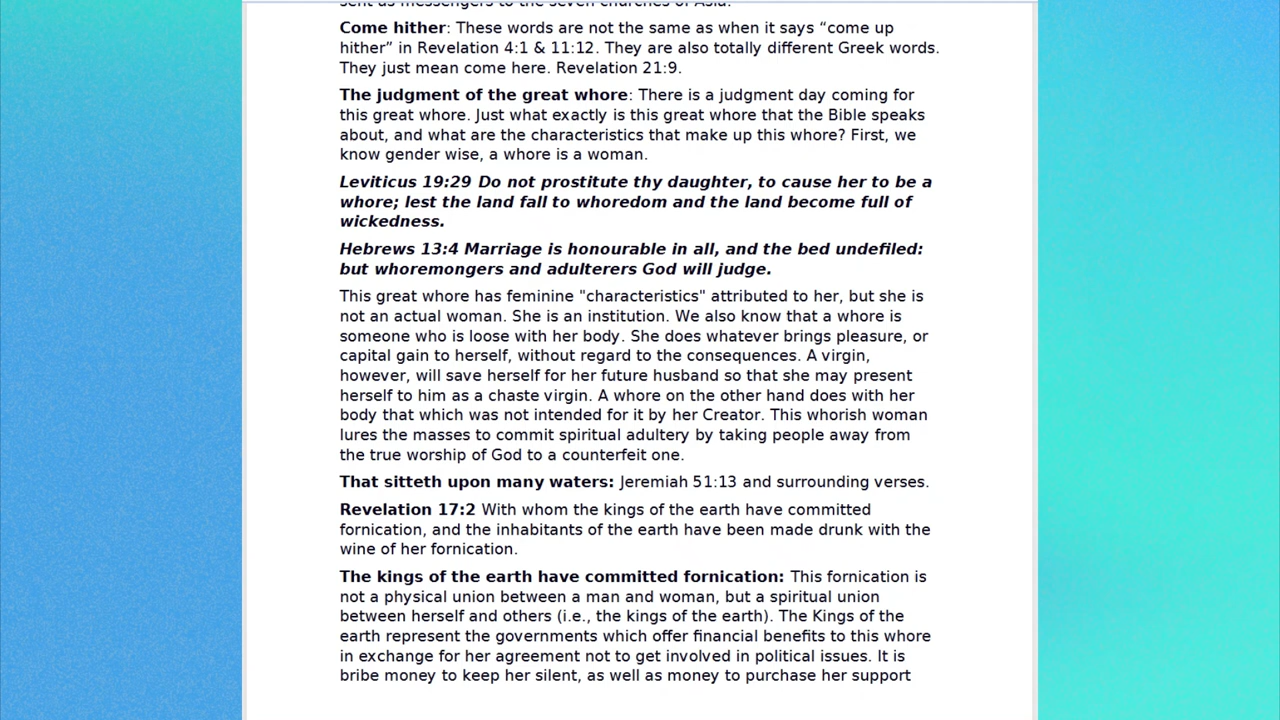 sent as messengers to the seven churches of Asia.
Come hither: These words are not the same as when it says “come up
hither” in Revelation 4:1 & 11:12. They are also totally different Greek words.
They just mean come here. Revelation 21:9.
The judgment of the great whore: There is a judgment day coming for
this great whore. Just what exactly is this great whore that the Bible speaks
about, and what are the characteristics that make up this whore? First, we
know gender wise, a whore is a woman.
Leviticus 19:29 Do not prostitute thy daughter, to cause her to be a
whore; lest the land fall to whoredom and the land become full of
wickedness.
Hebrews 13:4 Marriage is honourable in all, and the bed undefiled:
but whoremongers and adulterers God will judge.
This great whore has feminine "characteristics" attributed to her, but she is
not an actual woman. She is an institution. We also know that a whore is
someone who is loose with her body. She does whatever brings pleasure, or
capital gain to herself, without regard to the consequences. A virgin,
however, will save herself for her future husband so that she may present
herself to him as a chaste virgin. A whore on the other hand does with her
body that which was not intended for it by her Creator. This whorish woman
lures the masses to commit spiritual adultery by taking people away from
the true worship of God to a counterfeit one.
That sitteth upon many waters: Jeremiah 51:13 and surrounding verses.
Revelation 17:2 With whom the kings of the earth have committed
fornication, and the inhabitants of the earth have been made drunk with the
wine of her fornication.
The kings of the earth have committed fornication: This fornication is
not a physical union between a man and woman, but a spiritual union
between herself and others (i.e., the kings of the earth). The Kings of the
earth represent the governments which offer financial benefits to this whore
in exchange for her agreement not to get involved in political issues. It is
bribe money to keep her silent, as well as money to purchase her support